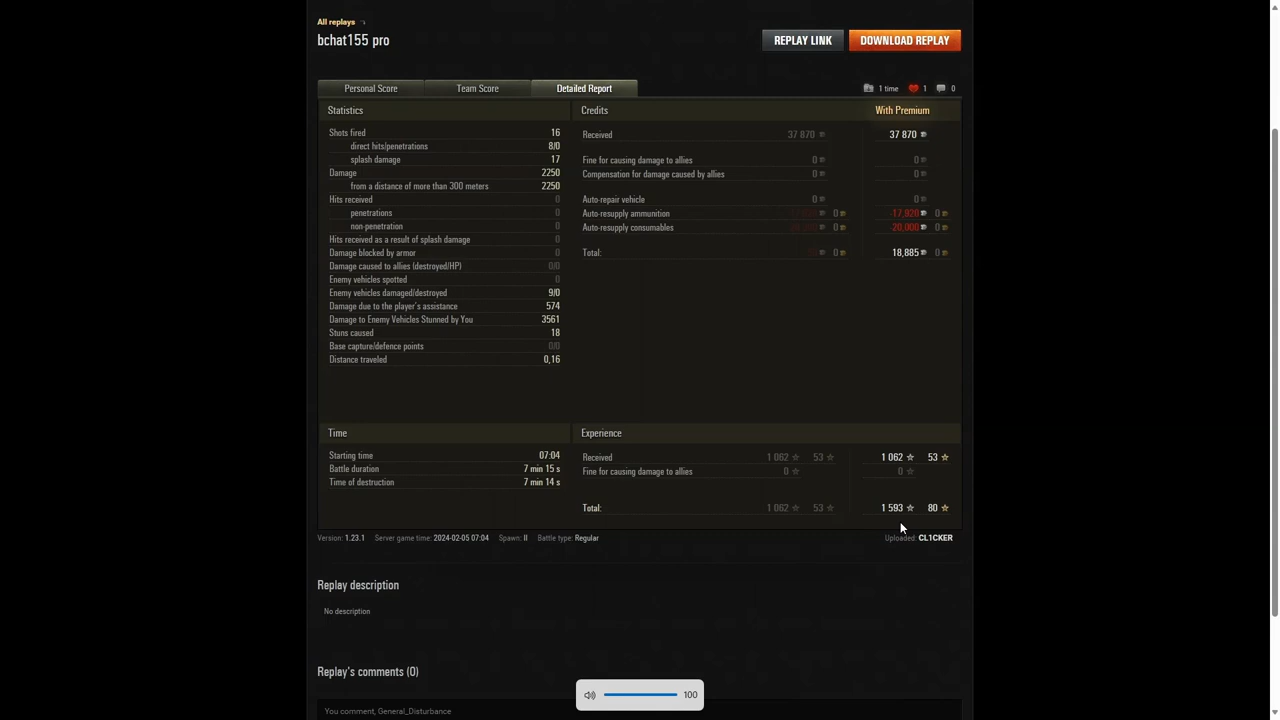 All replays
bchat155 pro
REPLAY LINK
DOWNLOAD REPLAY
Personal Score
Team Score
Detailed Report
1 time
1
0
Statistics
Shots fired 16
direct hits/penetrations 8/0
splash damage 17
Damage 2250
from a distance of more than 300 meters 2250
Hits received 0
penetrations 0
non-penetration 0
Hits received as a result of splash damage 0
Damage blocked by armor 0
Damage caused to allies (destroyed/HP) 0/0
Enemy vehicles spotted 0
Enemy vehicles damaged/destroyed 9/0
Damage due to the player's assistance 574
Damage to Enemy Vehicles Stunned by You 3561
Stuns caused 18
Base capture/defence points 0/0
Distance traveled 0,16
Credits With Premium
Received 37 870 37 870
Fine for causing damage to allies 0 0
Compensation for damage caused by allies 0 0
Auto-repair vehicle 0 0
Auto-resupply ammunition 0 -17,920 0
Auto-resupply consumables 0 -20,000 0
Total: 0 18,885 0
Time
Starting time 07:04
Battle duration 7 min 15 s
Time of destruction 7 min 14 s
Experience
Received 1 062 53 1 062 53
Fine for causing damage to allies 0 0
Total: 1 062 53 1 593 80
Version: 1.23.1 Server game time: 2024-02-05 07:04 Spawn: II Battle type: Regular
Uploaded: CL1CKER
Replay description
No description
Replay's comments (0)
100
You comment, General_Disturbance